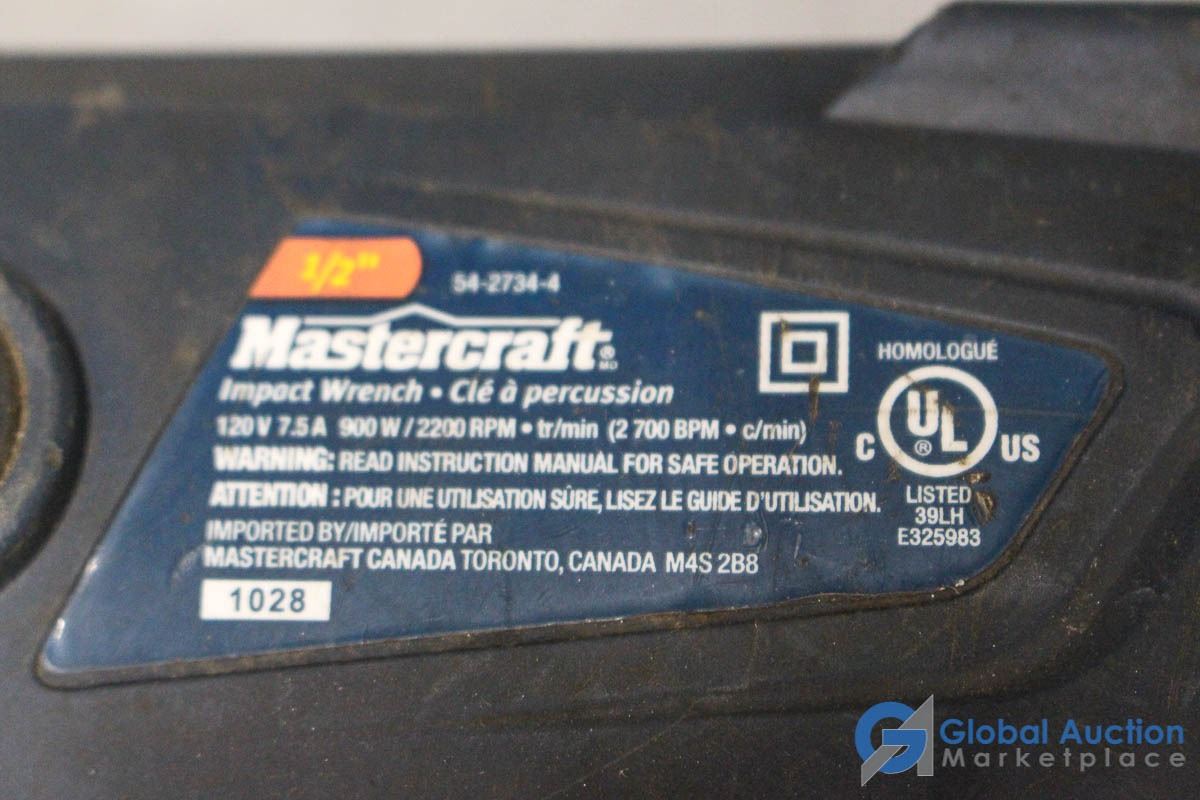 1/2"
54-2734-4
Mastercraft® MD
Impact Wrench • Clé à percussion
120 V 7.5 A 900 W / 2200 RPM • tr/min (2 700 BPM • c/min)
WARNING: READ INSTRUCTION MANUAL FOR SAFE OPERATION.
ATTENTION : POUR UNE UTILISATION SÛRE, LISEZ LE GUIDE D'UTILISATION.
IMPORTED BY/IMPORTÉ PAR
MASTERCRAFT CANADA TORONTO, CANADA M4S 2B8
1028
HOMOLOGUÉ
C UL® US
LISTED
39LH
E325983
Global Auction
Marketplace